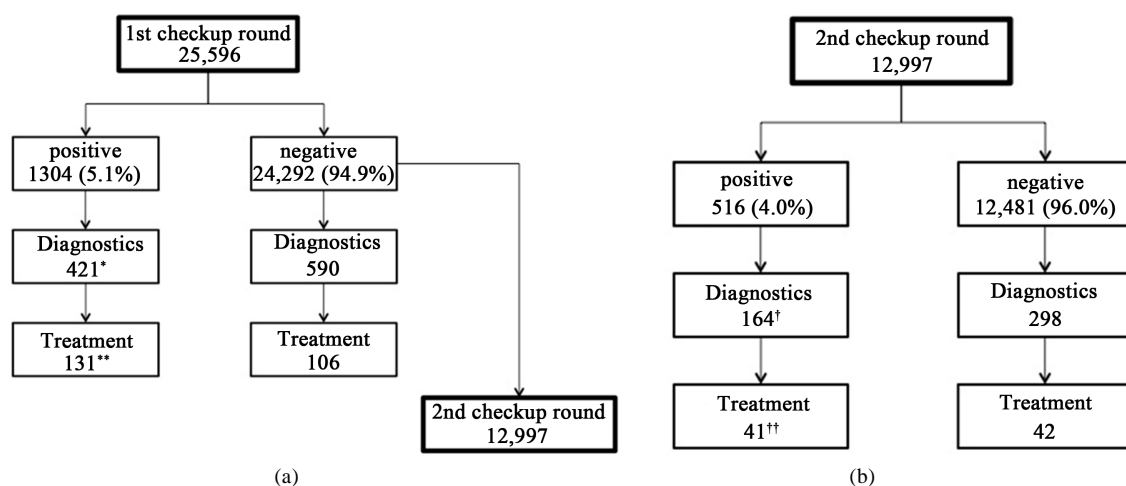 1st checkup round
25,596
positive
1304 (5.1%)
negative
24,292 (94.9%)
Diagnostics
421*
Diagnostics
590
Treatment
131**
Treatment
106
2nd checkup round
12,997
(a)
2nd checkup round
12,997
positive
516 (4.0%)
negative
12,481 (96.0%)
Diagnostics
164†
Diagnostics
298
Treatment
41††
Treatment
42
(b)